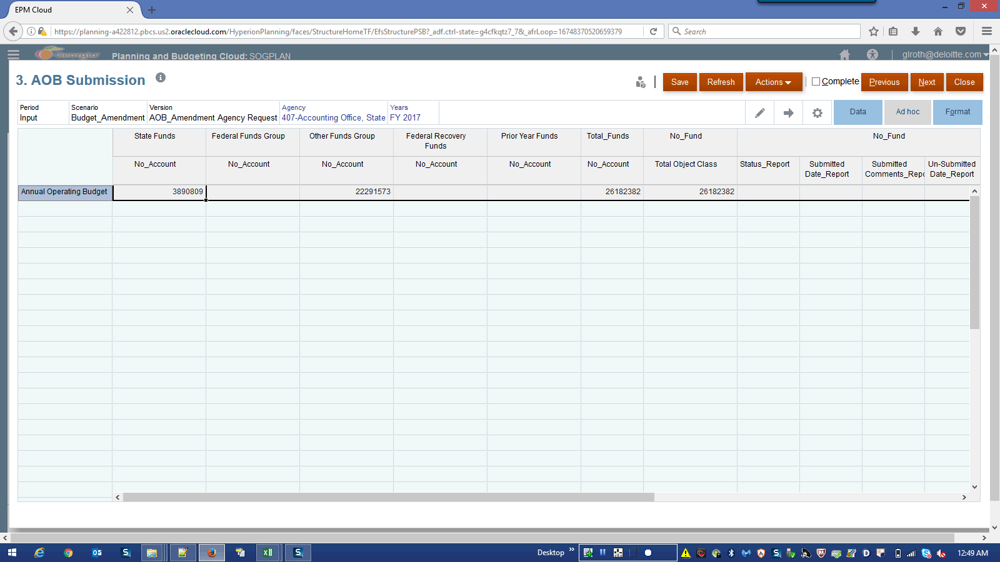 EPM Cloud
https://planning-a422812.pbcs.us2.oraclecloud.com/HyperionPlanning/faces/StructureHomeTF/EfsStructurePSB?_adf.ctrl-state=g4cfkqtz7_7&_afrLoop=16748370520659379
Search
Georgia
Planning and Budgeting Cloud: SOGPLAN
glroth@deloitte.com
3. AOB Submission
Save
Refresh
Actions
Complete
Previous
Next
Close
Period Scenario Version Agency Years
Input Budget_Amendment AOB_Amendment Agency Request 407-Accounting Office, State FY 2017
Data
Ad hoc
Format
State Funds Federal Funds Group Other Funds Group Federal Recovery Funds Prior Year Funds Total_Funds No_Fund No_Fund
No_Account No_Account No_Account No_Account No_Account No_Account Total Object Class Status_Report Submitted Date_Report Submitted Comments_Repo Un-Submitted Date_Report
Annual Operating Budget 3890809 22291573 26182382 26182382
Desktop
12:49 AM